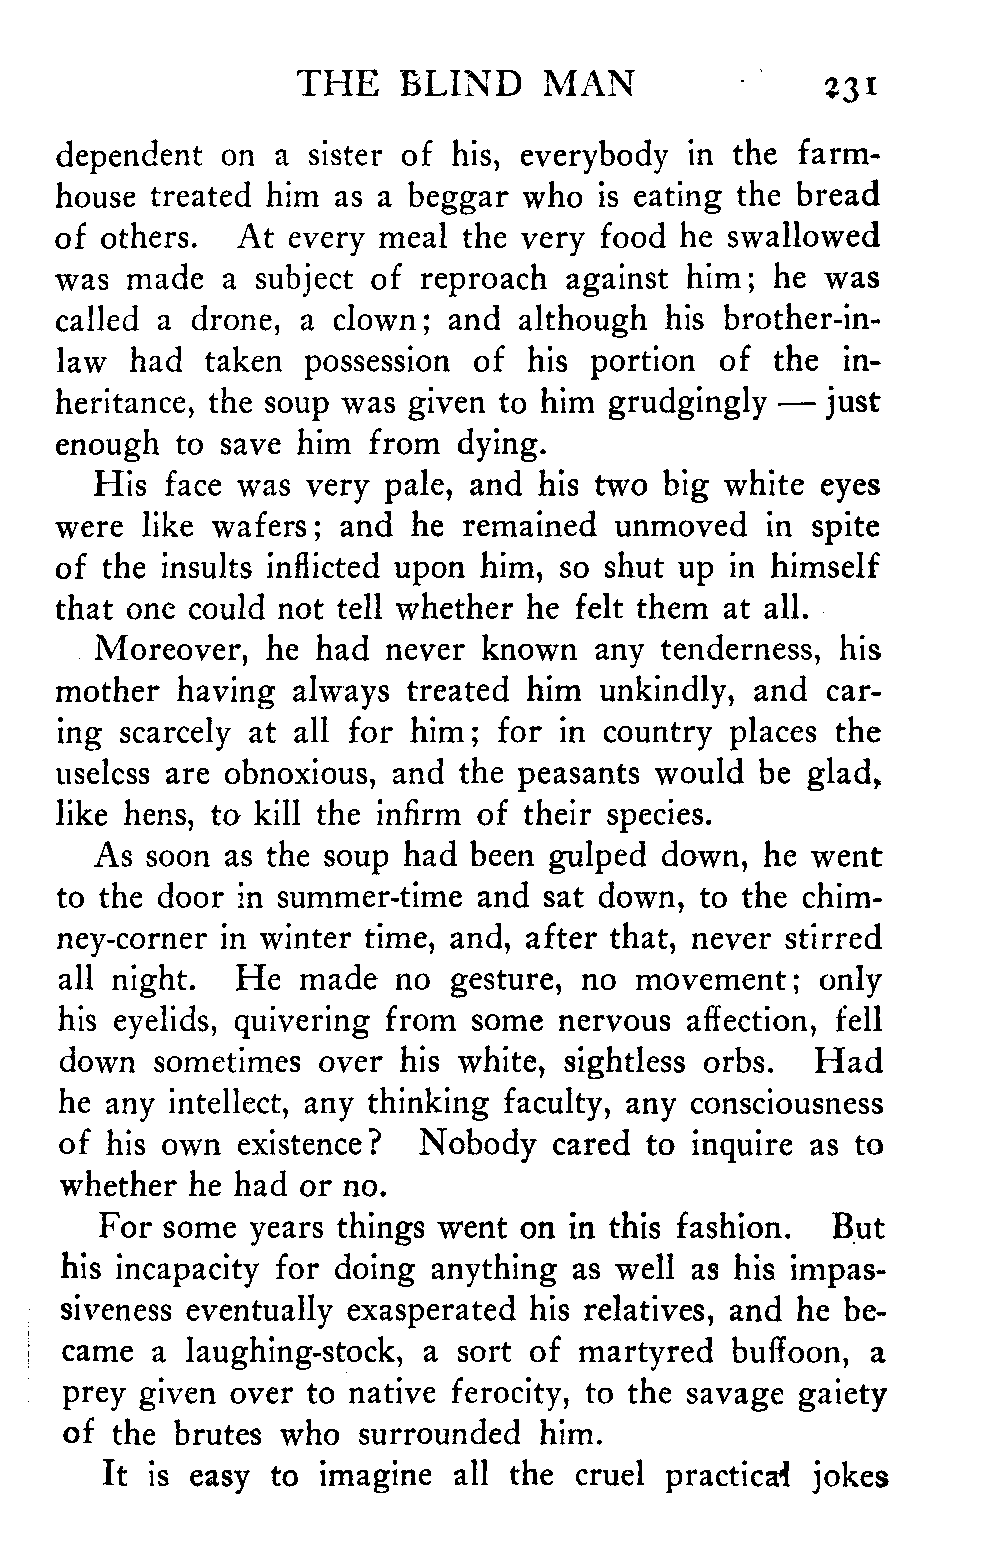 THE BLIND MAN 231
dependent on a sister of his, everybody in the farm-
house treated him as a beggar who is eating the bread
of others. At every meal the very food he swallowed
was made a subject of reproach against him; he was
called a drone, a clown; and although his brother-in-
law had taken possession of his portion of the in-
heritance, the soup was given to him grudgingly — just
enough to save him from dying.
His face was very pale, and his two big white eyes
were like wafers; and he remained unmoved in spite
of the insults inflicted upon him, so shut up in himself
that one could not tell whether he felt them at all.
Moreover, he had never known any tenderness, his
mother having always treated him unkindly, and car-
ing scarcely at all for him; for in country places the
useless are obnoxious, and the peasants would be glad,
like hens, to kill the infirm of their species.
As soon as the soup had been gulped down, he went
to the door in summer-time and sat down, to the chim-
ney-corner in winter time, and, after that, never stirred
all night. He made no gesture, no movement; only
his eyelids, quivering from some nervous affection, fell
down sometimes over his white, sightless orbs. Had
he any intellect, any thinking faculty, any consciousness
of his own existence? Nobody cared to inquire as to
whether he had or no.
For some years things went on in this fashion. But
his incapacity for doing anything as well as his impas-
siveness eventually exasperated his relatives, and he be-
came a laughing-stock, a sort of martyred buffoon, a
prey given over to native ferocity, to the savage gaiety
of the brutes who surrounded him.
It is easy to imagine all the cruel practical jokes